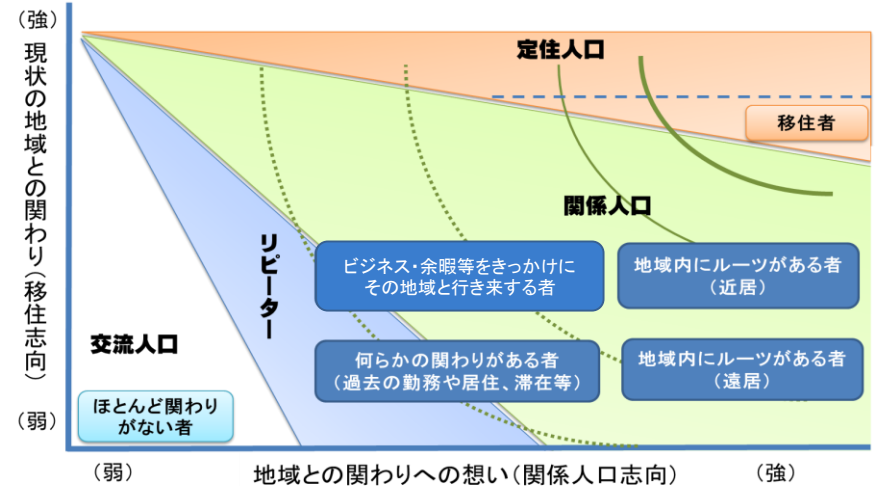 (強)
現状の地域との関わり(移住志向)
(弱)
定住人口
移住者
関係人口
リピーター
ビジネス・余暇等をきっかけに
その地域と行き来する者
地域内にルーツがある者
(近居)
交流人口
何らかの関わりがある者
(過去の勤務や居住、滞在等)
地域内にルーツがある者
(遠居)
ほとんど関わり
がない者
(弱)
地域との関わりへの想い(関係人口志向)
(強)